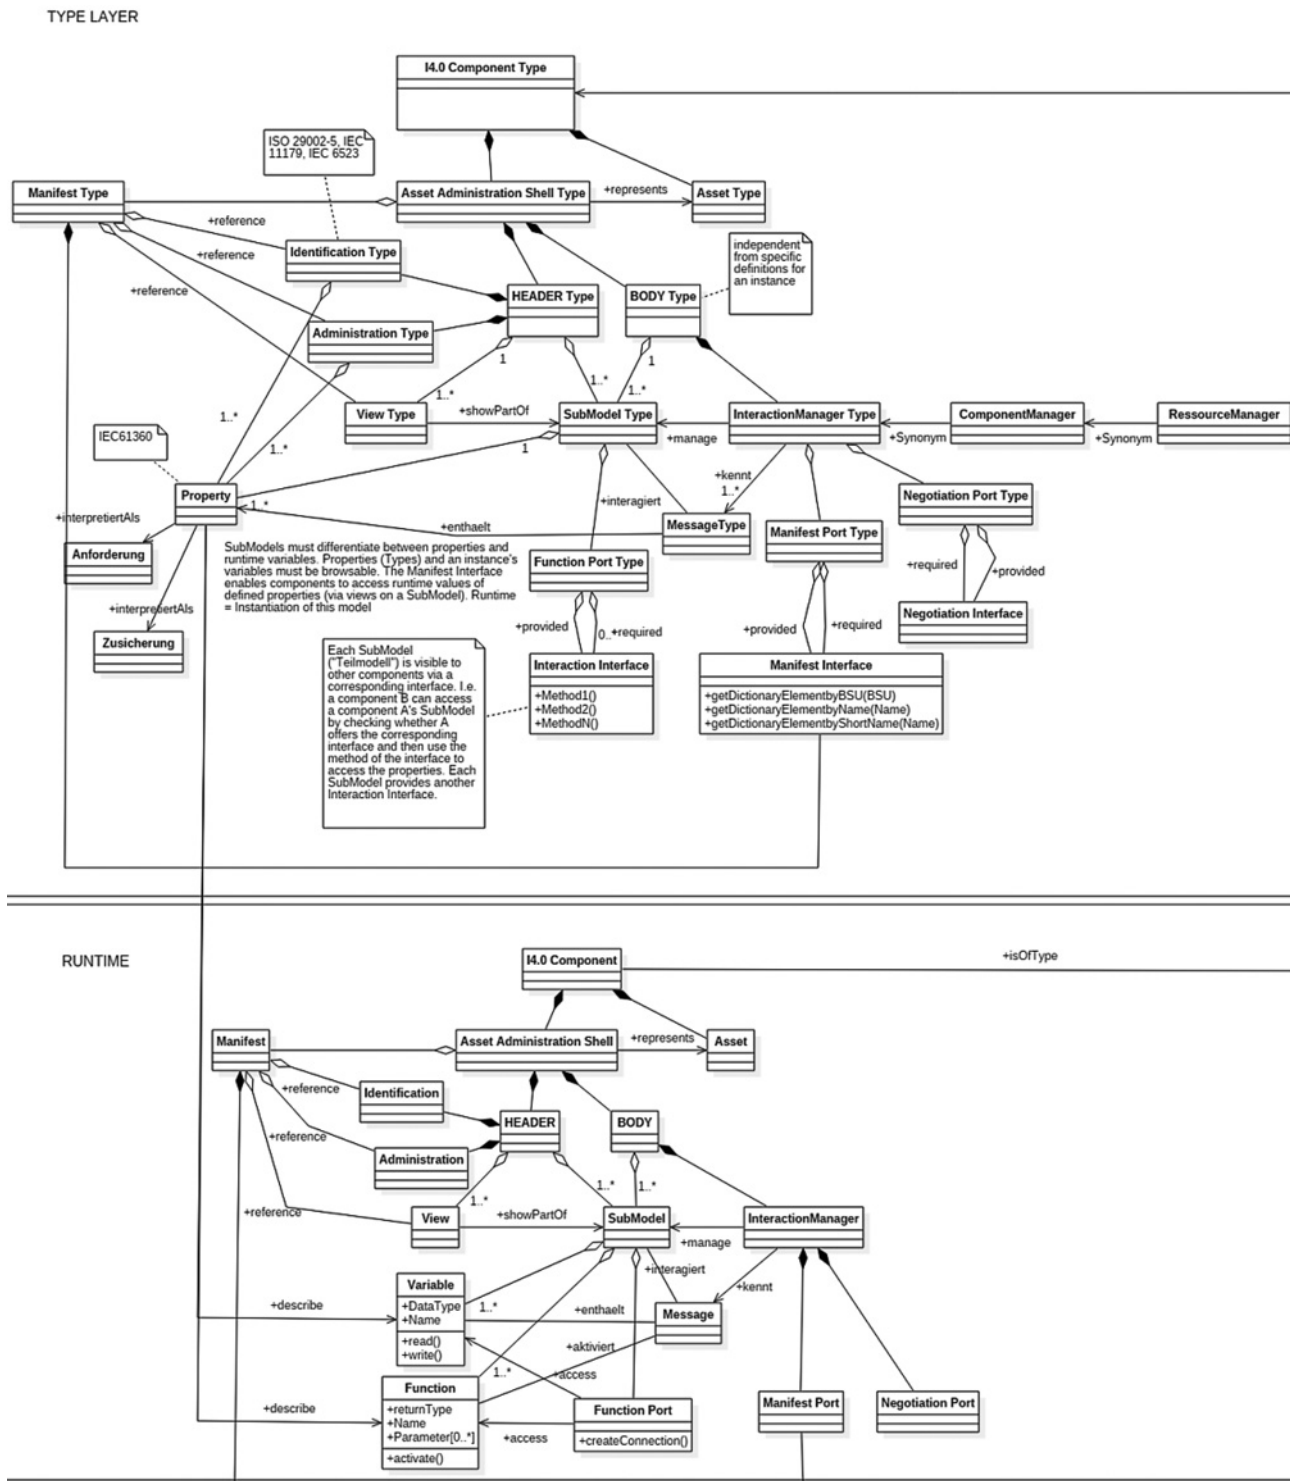 TYPE LAYER
I4.0 Component Type
ISO 29002-5, IEC
11179, IEC 6523
Manifest Type
Asset Administration Shell Type
+represents
Asset Type
+reference
Identification Type
+reference
independent
from specific
definitions for
an instance
+reference
HEADER Type
BODY Type
Administration Type
1
1
1..*
1..*
1..*
View Type
+showPartOf
SubModel Type
InteractionManager Type
ComponentManager
RessourceManager
1..*
+manage
+Synonym
+Synonym
IEC61360
1..*
1
+kennt
1..*
Property
1..*
+interagiert
Negotiation Port Type
+interpretiertAls
+enthaelt
MessageType
Manifest Port Type
Anforderung
SubModels must differentiate between properties and
runtime variables. Properties (Types) and an instance's
variables must be browsable. The Manifest Interface
enables components to access runtime values of
defined properties (via views on a SubModel). Runtime
= Instantiation of this model
Function Port Type
+required
+provided
+interpretiertAls
Negotiation Interface
+provided
0..*
+required
+provided
+required
Zusicherung
Each SubModel
("Teilmodell") is visible to
other components via a
corresponding interface. I.e.
a component B can access
a component A's SubModel
by checking whether A
offers the corresponding
interface and then use the
method of the interface to
access the properties. Each
SubModel provides another
Interaction Interface.
Interaction Interface
+Method1()
+Method2()
+MethodN()
Manifest Interface
+getDictionaryElementbyBSU(BSU)
+getDictionaryElementbyName(Name)
+getDictionaryElementbyShortName(Name)
RUNTIME
I4.0 Component
+isOfType
Manifest
Asset Administration Shell
+represents
Asset
+reference
Identification
HEADER
BODY
+reference
Administration
1..*
1..*
1..*
+reference
View
+showPartOf
SubModel
InteractionManager
+manage
+interagiert
+kennt
Variable
+DataType
+Name
+read()
+write()
+describe
1..*
+enthaelt
Message
+aktiviert
1..*
+access
Function
+returnType
+Name
+Parameter[0..*]
+activate()
+describe
+access
Function Port
+createConnection()
Manifest Port
Negotiation Port